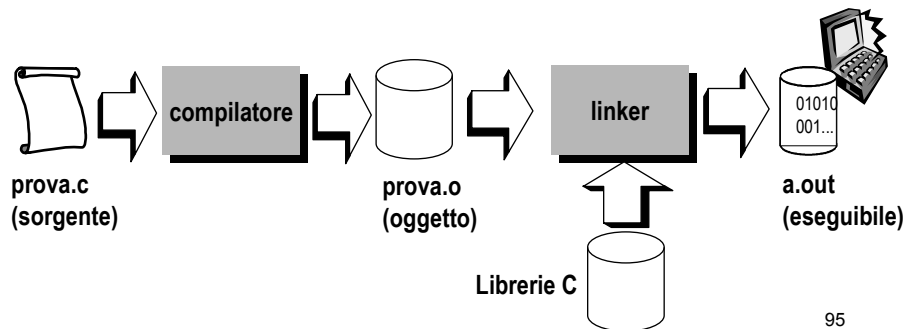 compilatore
linker
01010
001...
prova.c
(sorgente)
prova.o
(oggetto)
a.out
(eseguibile)
Librerie C
95